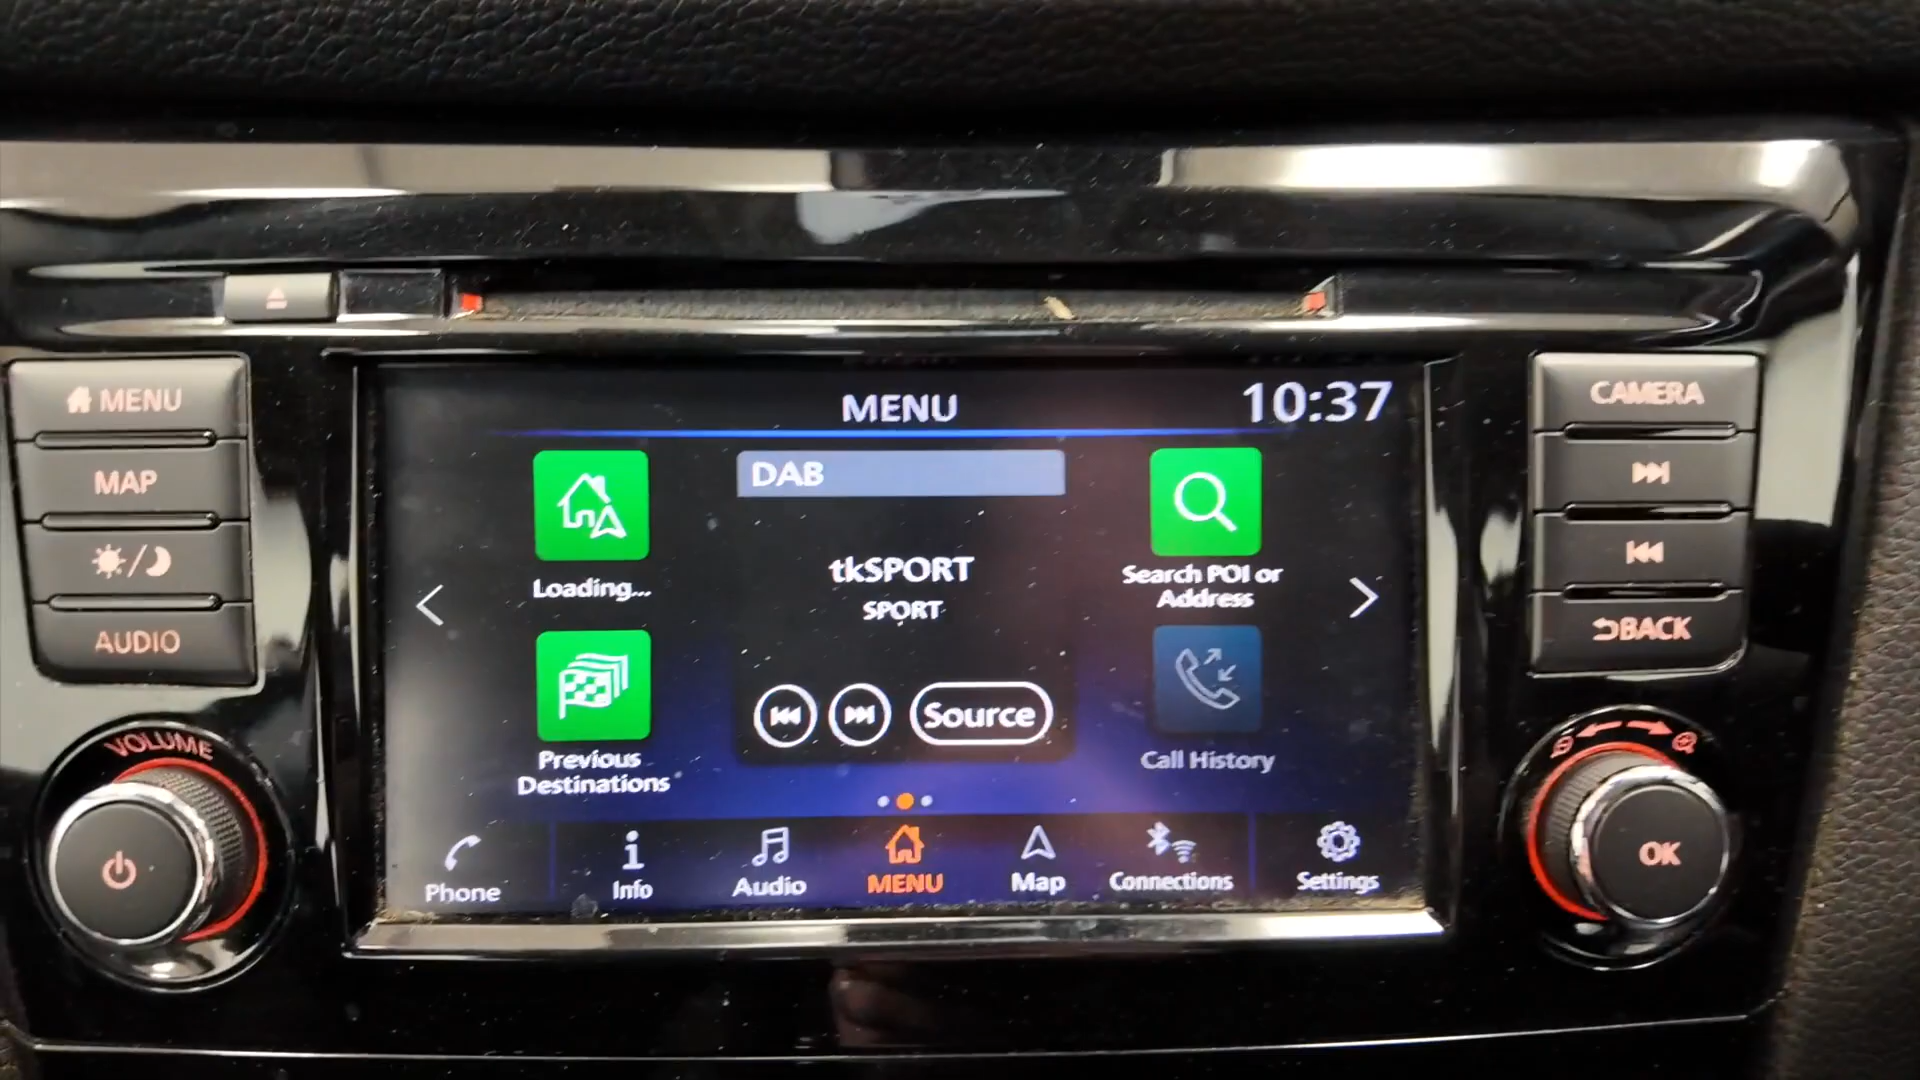 MENU
MAP
AUDIO
VOLUME
MENU
10:37
DAB
Loading...
tkSPORT
SPORT
Search POI or
Address
Source
Previous
Destinations
Call History
Phone
Info
Audio
MENU
Map
Connections
Settings
CAMERA
BACK
OK